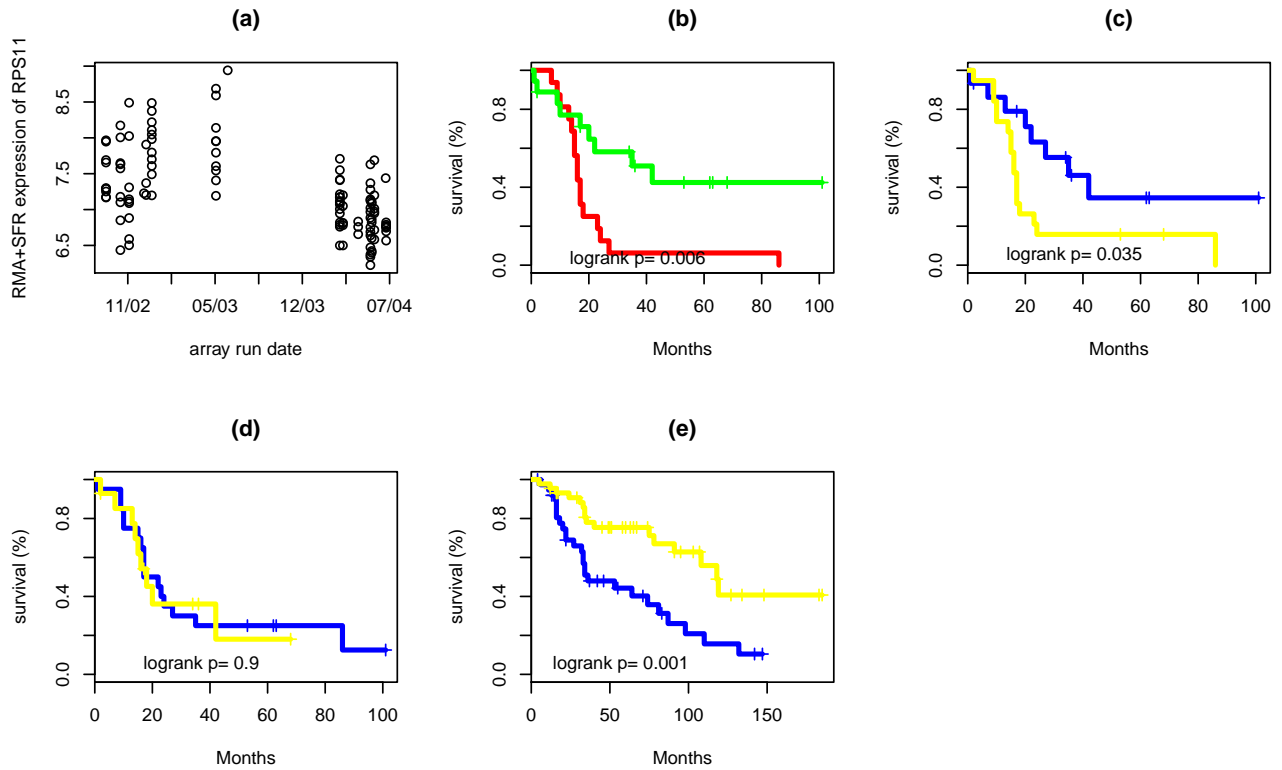 (a)
RMA+SFR expression of RPS11
8.5
7.5
6.5
11/02 05/03 12/03 07/04
array run date
(b)
survival (%)
0.8
0.4
0.0
logrank p= 0.006
0 20 40 60 80 100
Months
(c)
survival (%)
0.8
0.4
0.0
logrank p= 0.035
0 20 40 60 80 100
Months
(d)
survival (%)
0.8
0.4
0.0
logrank p= 0.9
0 20 40 60 80 100
Months
(e)
survival (%)
0.8
0.4
0.0
logrank p= 0.001
0 50 100 150
Months